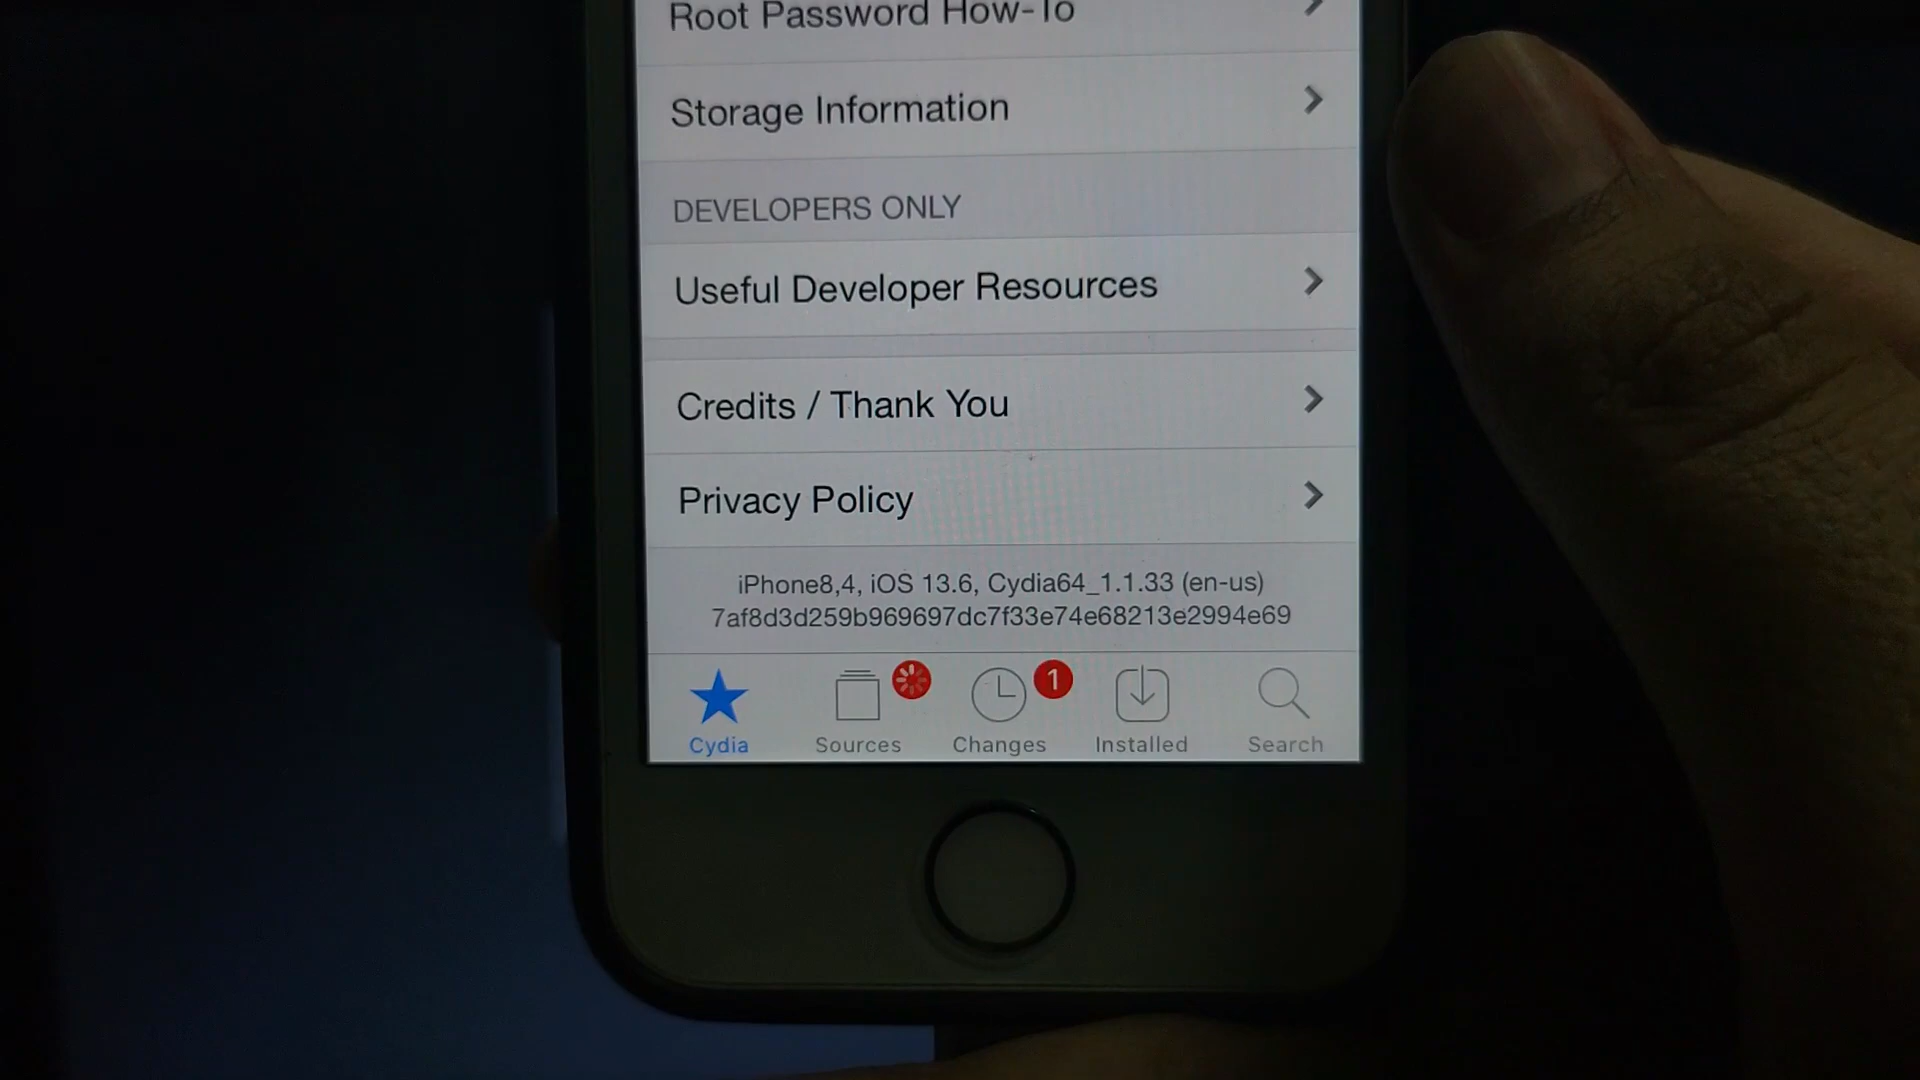 Root Password How-To
Storage Information
DEVELOPERS ONLY
Useful Developer Resources
Credits / Thank You
Privacy Policy
iPhone8,4, iOS 13.6, Cydia64_1.1.33 (en-us)
7af8d3d259b969697dc7f33e74e68213e2994e69
1
Cydia
Sources
Changes
Installed
Search